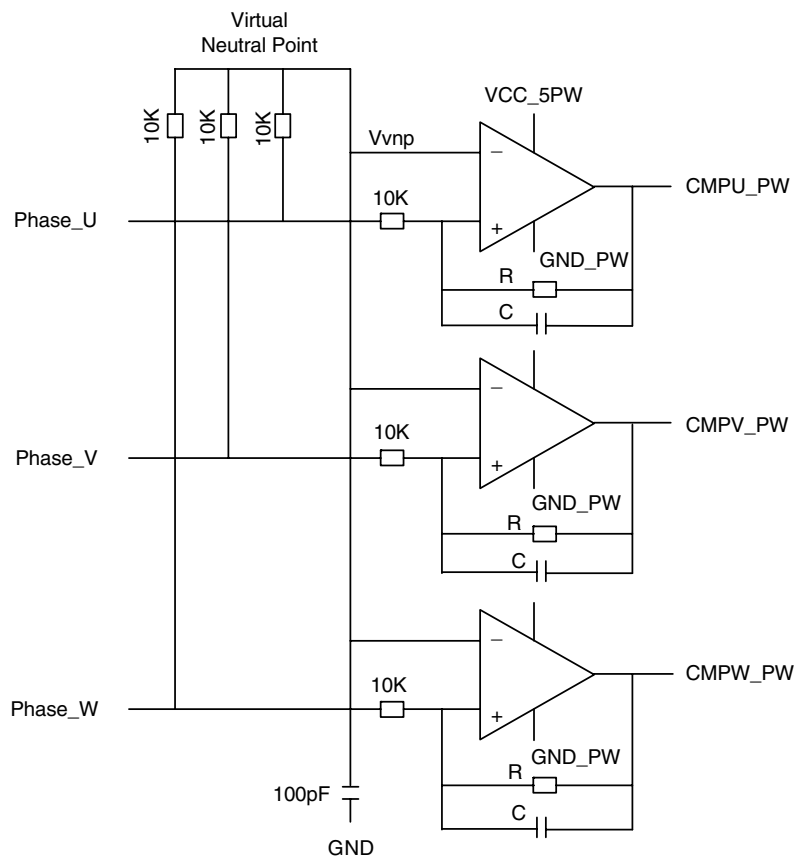 Virtual
Neutral Point
10K
10K
10K
VCC_5PW
Vvnp
−
CMPU_PW
10K
Phase_U
+
GND_PW
R
C
−
10K
CMPV_PW
Phase_V
+
GND_PW
R
C
−
10K
CMPW_PW
Phase_W
+
GND_PW
R
100pF
C
GND